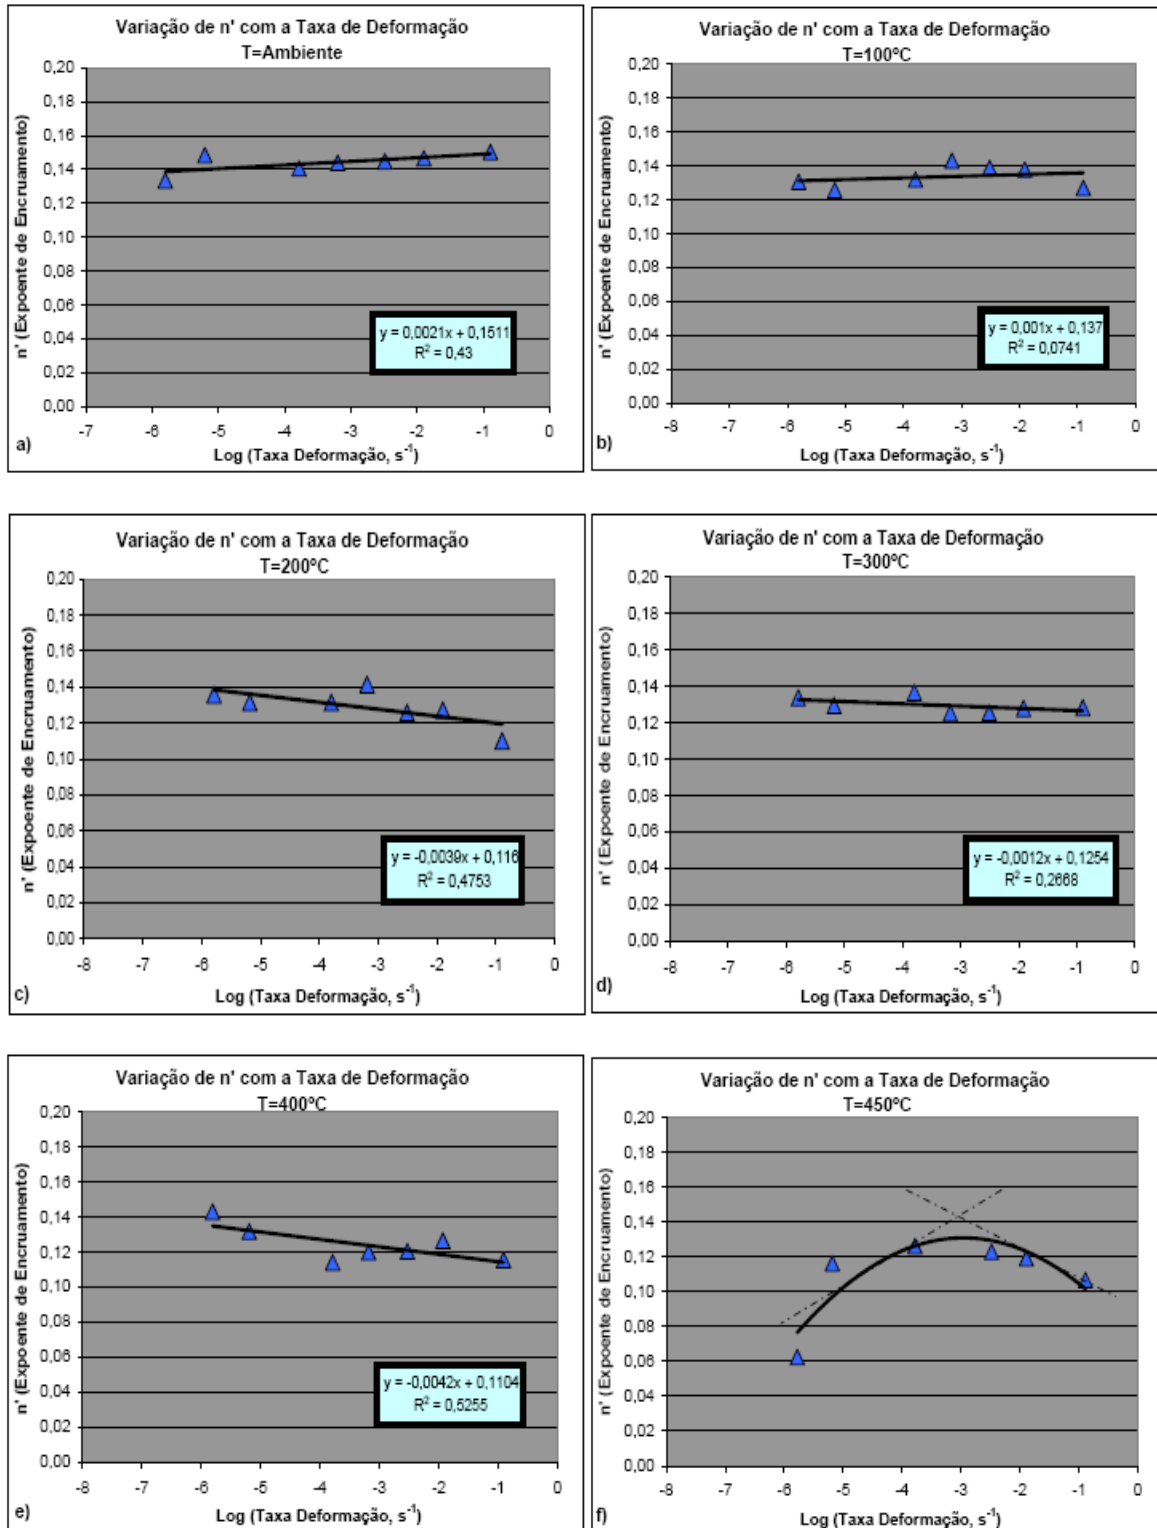 Variação de n' com a Taxa de Deformação
T=Ambiente
n' (Expoente de Encruamento)
0,20
0,18
0,16
0,14
0,12
0,10
0,08
0,06
0,04
0,02
0,00
y = 0,0021x + 0,1511
R² = 0,43
-7 -6 -5 -4 -3 -2 -1 0
Log (Taxa Deformação, s⁻¹)
a)
Variação de n' com a Taxa de Deformação
T=100ºC
n' (Expoente de Encruamento)
0,20
0,18
0,16
0,14
0,12
0,10
0,08
0,06
0,04
0,02
0,00
y = 0,001x + 0,137
R² = 0,0741
-8 -7 -6 -5 -4 -3 -2 -1 0
Log (Taxa Deformação, s⁻¹)
b)
Variação de n' com a Taxa de Deformação
T=200ºC
n' (Expoente de Encruamento)
0,20
0,18
0,16
0,14
0,12
0,10
0,08
0,06
0,04
0,02
0,00
y = -0,0039x + 0,116
R² = 0,4753
-8 -7 -6 -5 -4 -3 -2 -1 0
Log (Taxa Deformação, s⁻¹)
c)
Variação de n' com a Taxa de Deformação
T=300ºC
n' (Expoente de Encruamento)
0,20
0,18
0,16
0,14
0,12
0,10
0,08
0,06
0,04
0,02
0,00
y = -0,0012x + 0,1254
R² = 0,2668
-8 -7 -6 -5 -4 -3 -2 -1 0
Log (Taxa Deformação, s⁻¹)
d)
Variação de n' com a Taxa de Deformação
T=400ºC
n' (Expoente de Encruamento)
0,20
0,18
0,16
0,14
0,12
0,10
0,08
0,06
0,04
0,02
0,00
y = -0,0042x + 0,1104
R² = 0,5255
-8 -7 -6 -5 -4 -3 -2 -1 0
Log (Taxa Deformação, s⁻¹)
e)
Variação de n' com a Taxa de Deformação
T=450ºC
n' (Expoente de Encruamento)
0,20
0,18
0,16
0,14
0,12
0,10
0,08
0,06
0,04
0,02
0,00
-8 -7 -6 -5 -4 -3 -2 -1 0
Log (Taxa Deformação, s⁻¹)
f)